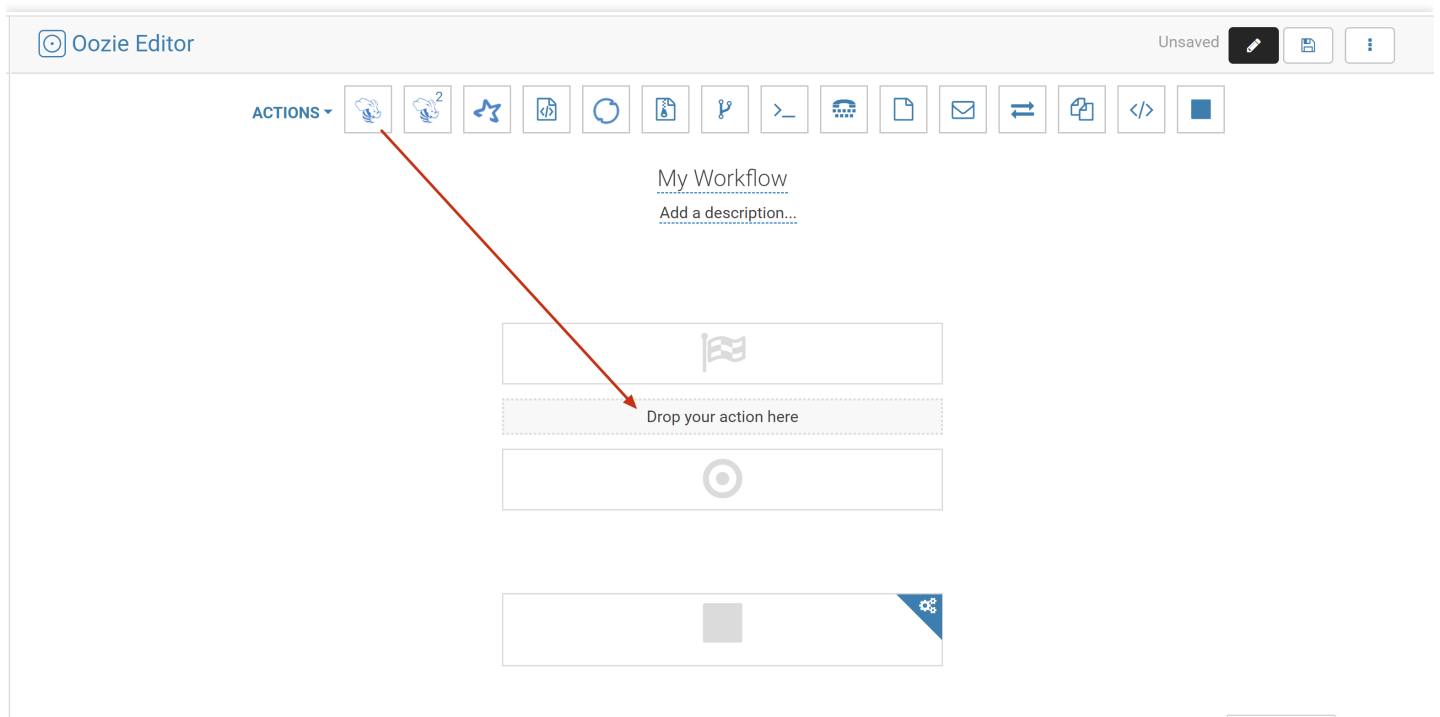 Oozie Editor
Unsaved
ACTIONS
2
My Workflow
Add a description...
Drop your action here